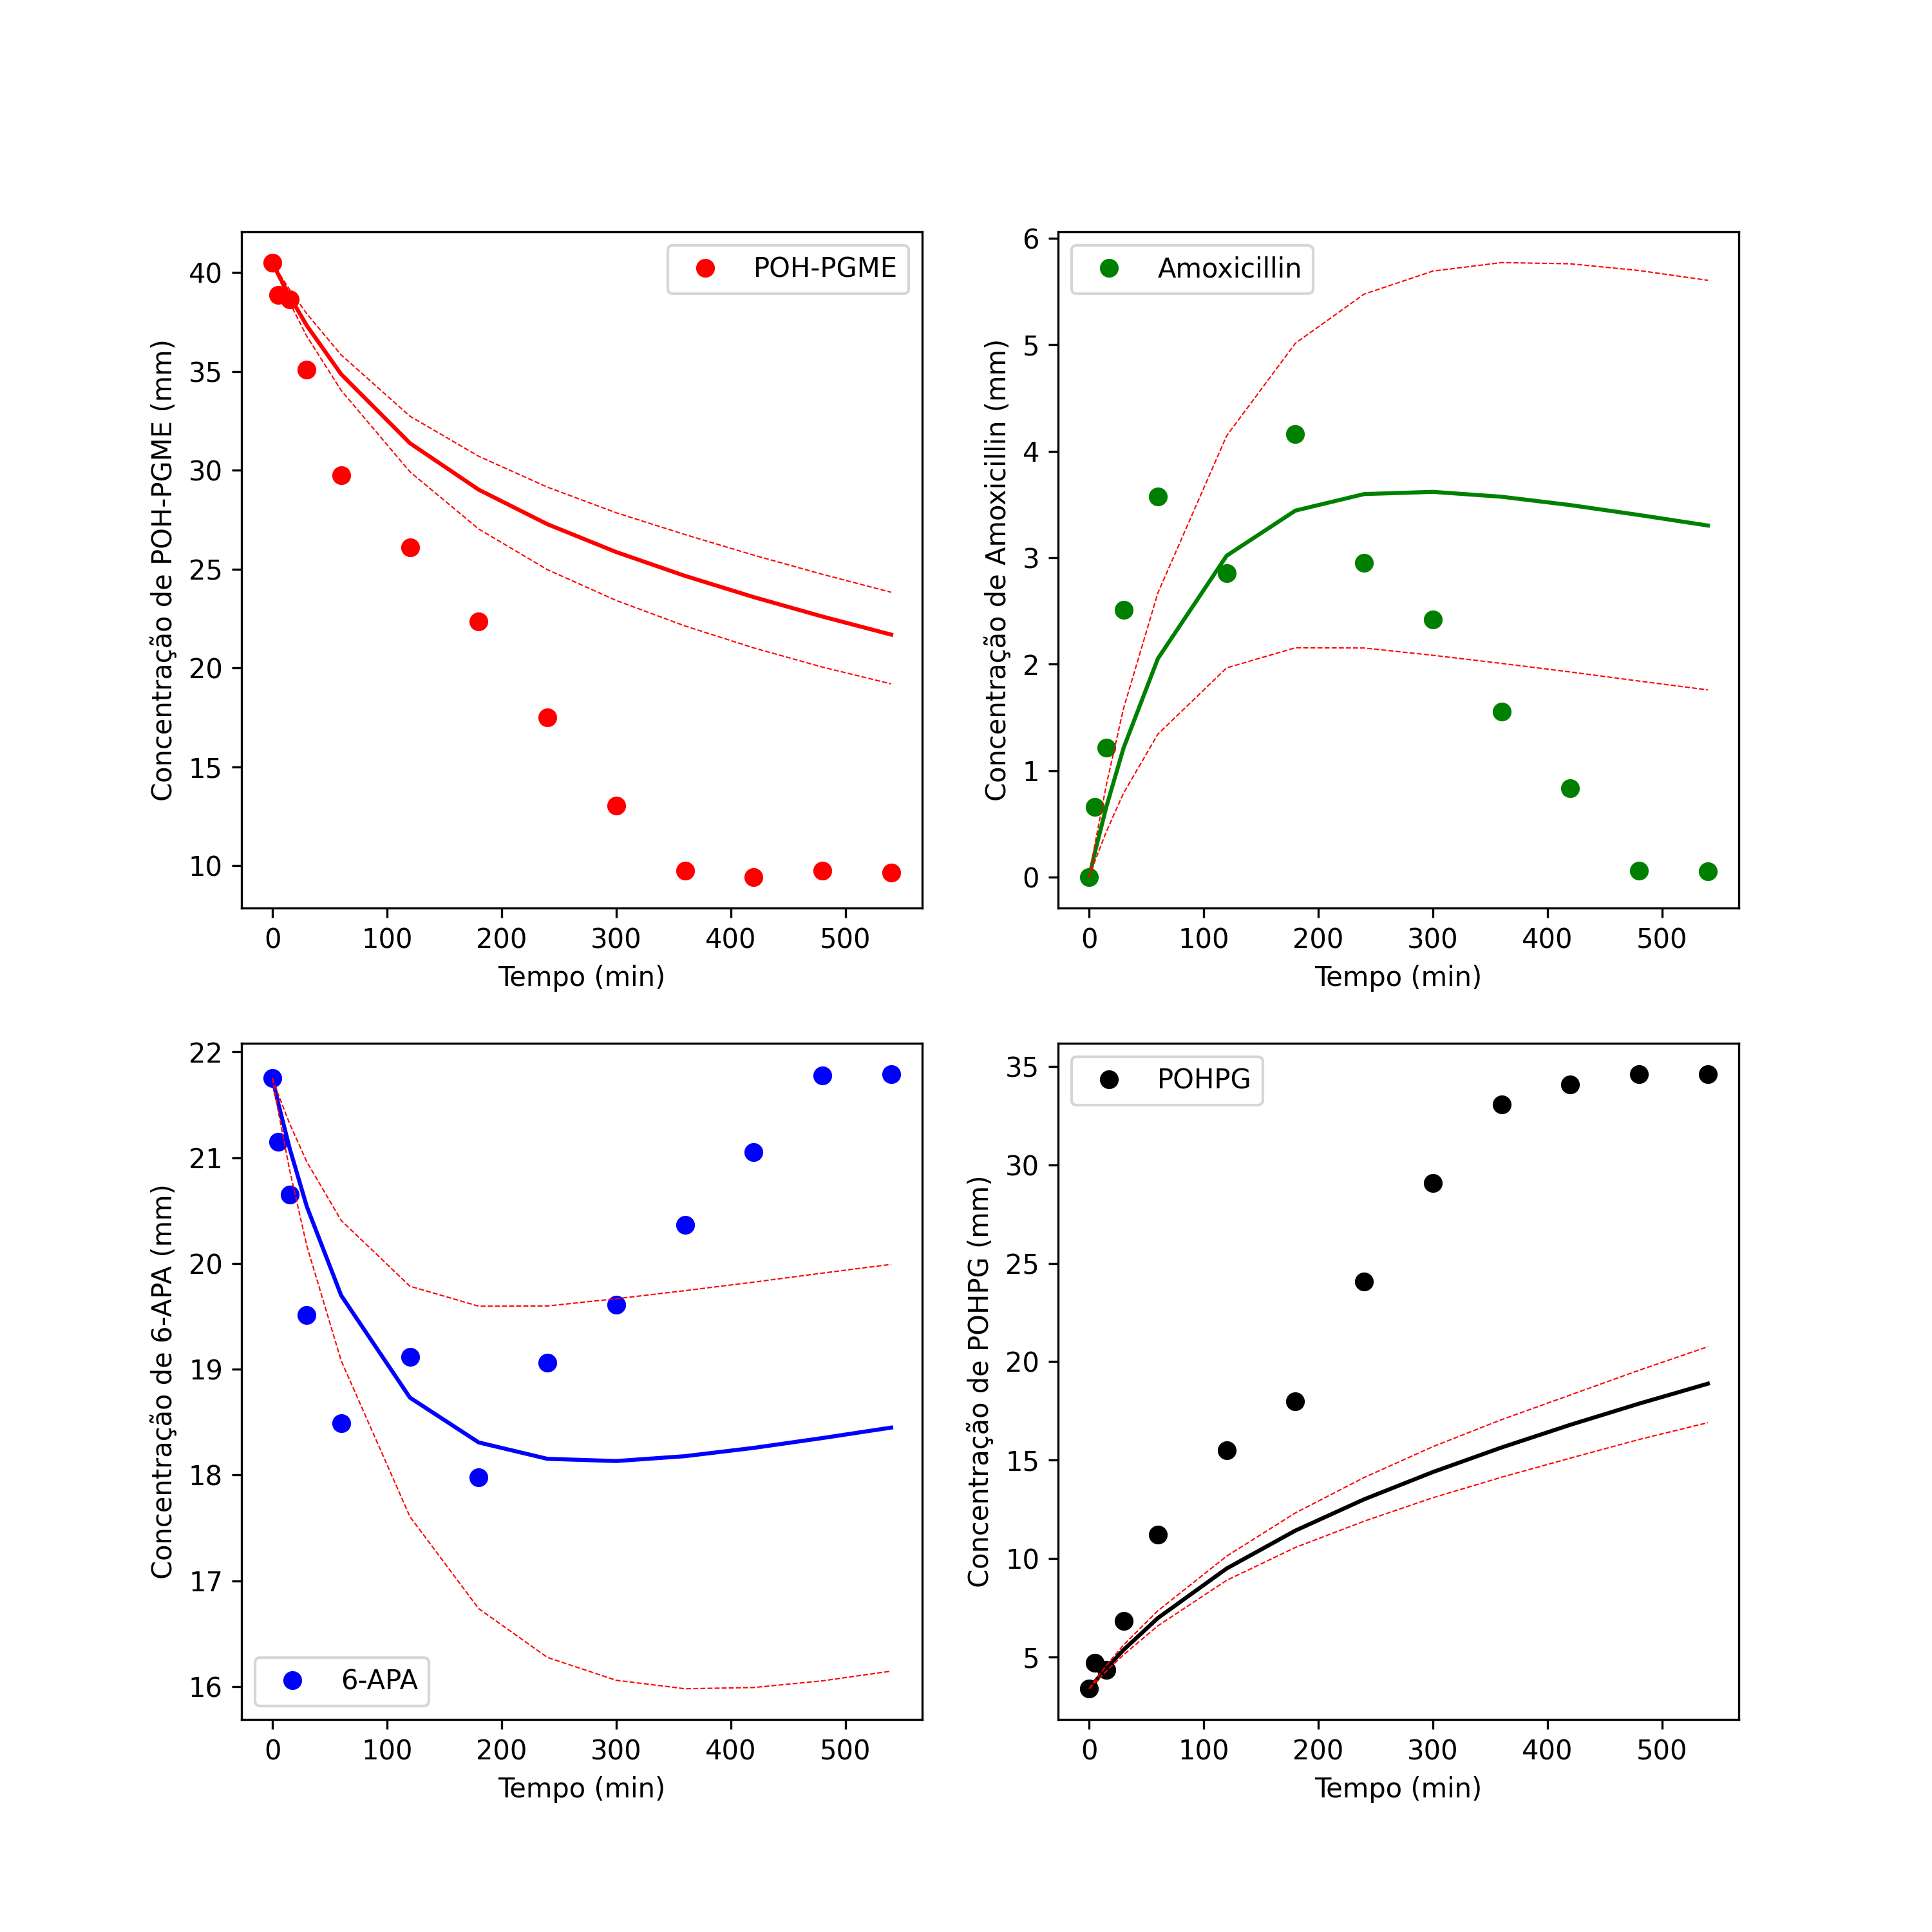 POH-PGME
Concentração de POH-PGME (mm)
40
35
30
25
20
15
10
0 100 200 300 400 500
Tempo (min)
Amoxicillin
Concentração de Amoxicillin (mm)
6
5
4
3
2
1
0
0 100 200 300 400 500
Tempo (min)
6-APA
Concentração de 6-APA (mm)
22
21
20
19
18
17
16
0 100 200 300 400 500
Tempo (min)
POHPG
Concentração de POHPG (mm)
35
30
25
20
15
10
5
0 100 200 300 400 500
Tempo (min)